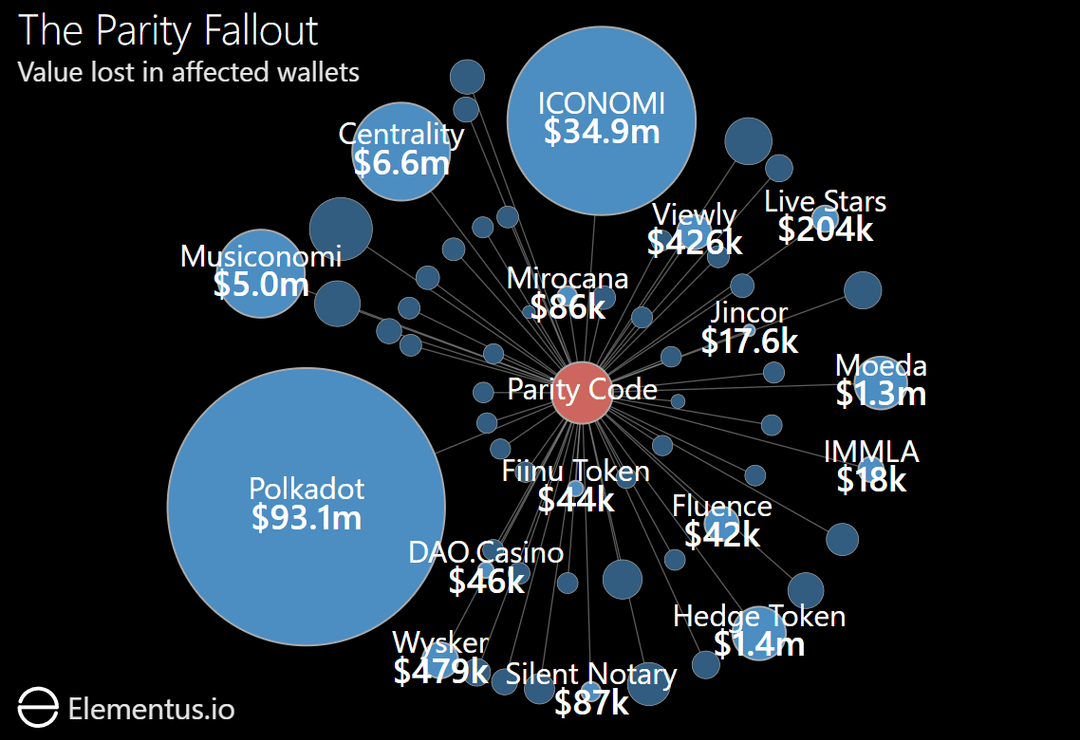 The Parity Fallout
Value lost in affected wallets
ICONOMI
$34.9m
Centrality
$6.6m
Viewly
$426k
Live Stars
$204k
Musiconomi
$5.0m
Mirocana
$86k
Jincor
$17.6k
Moeda
$1.3m
Parity Code
IMMLA
$18k
Fiinu Token
$44k
Polkadot
$93.1m
Fluence
$42k
DAO.Casino
$46k
Hedge Token
$1.4m
Wysker
$479k
Silent Notary
$87k
Elementus.io